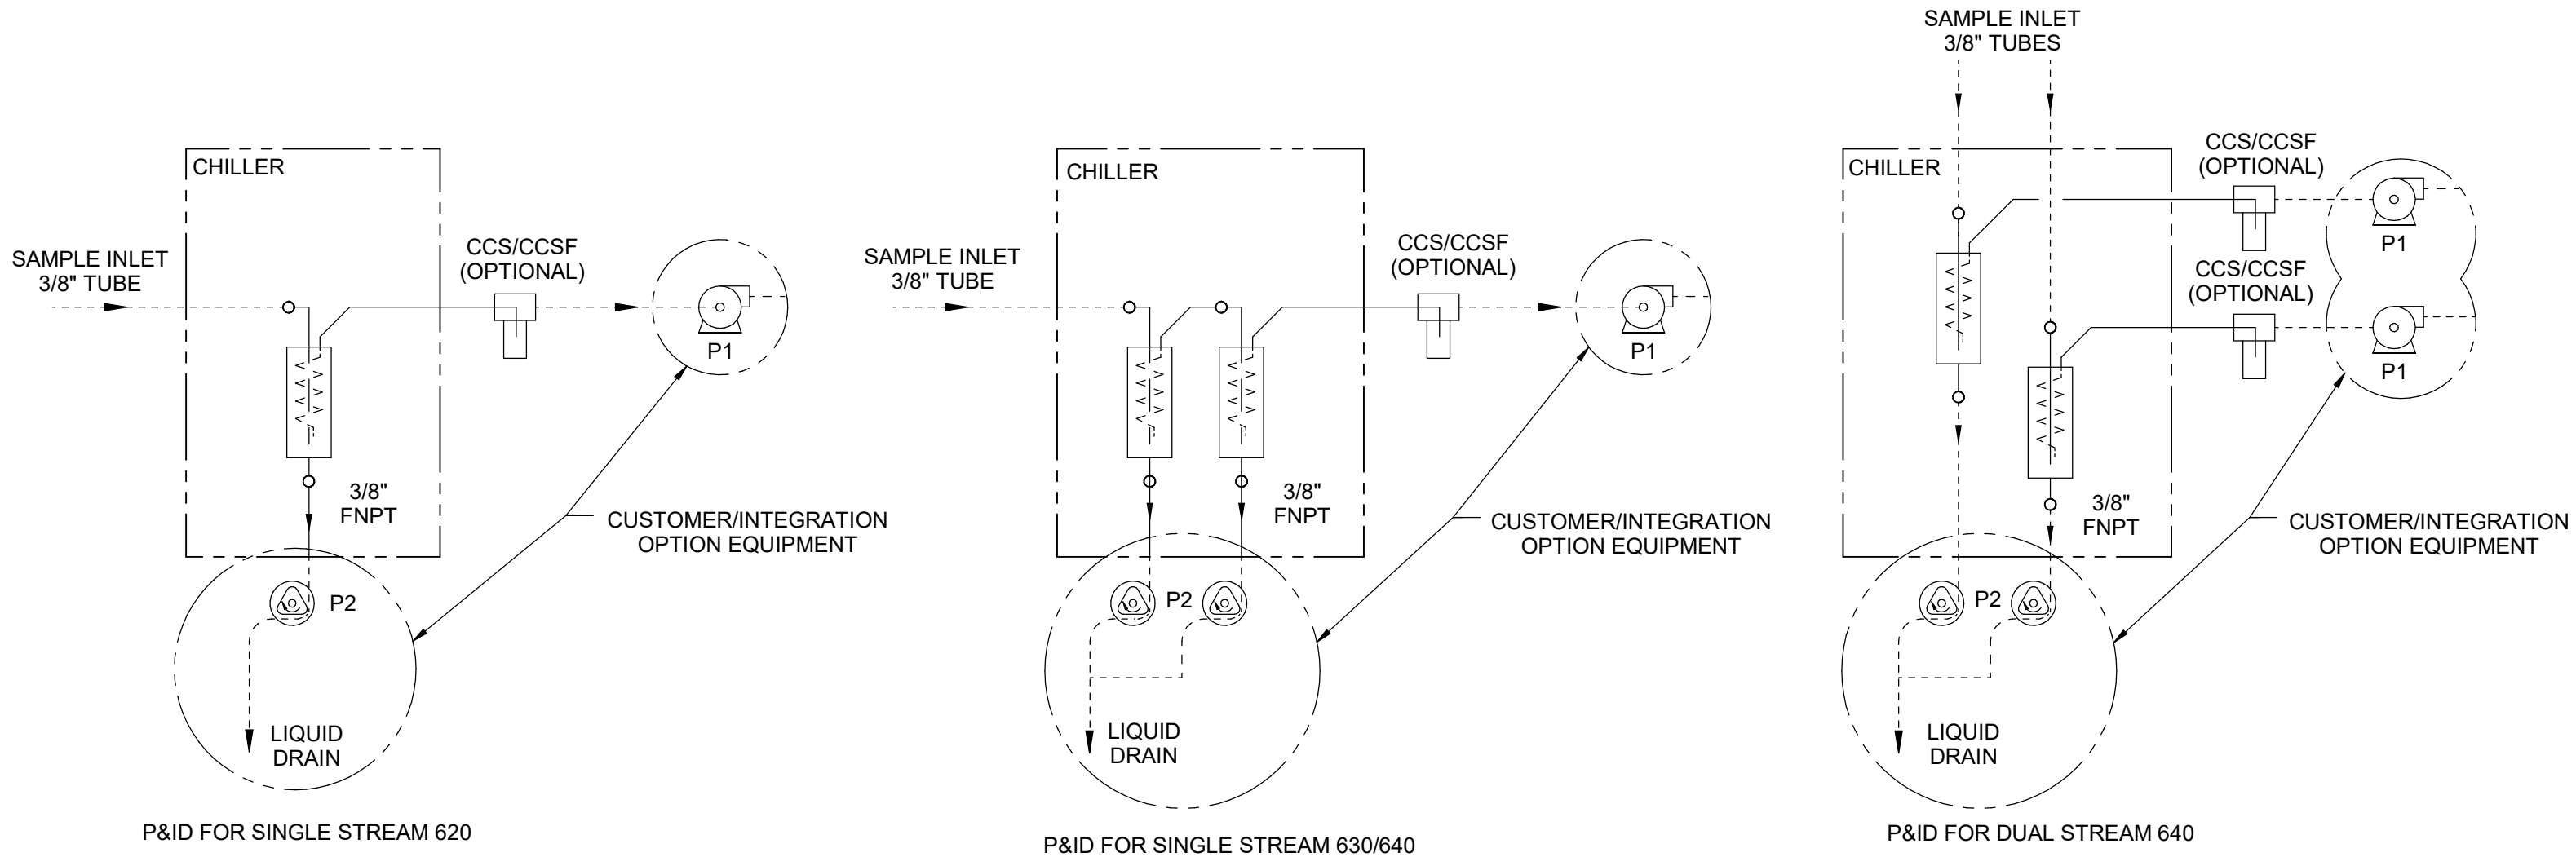 CHILLER
SAMPLE INLET
3/8" TUBE
CCS/CCSF
(OPTIONAL)
P1
3/8"
FNPT
CUSTOMER/INTEGRATION
OPTION EQUIPMENT
P2
LIQUID
DRAIN
P&ID FOR SINGLE STREAM 620
CHILLER
SAMPLE INLET
3/8" TUBE
CCS/CCSF
(OPTIONAL)
P1
3/8"
FNPT
CUSTOMER/INTEGRATION
OPTION EQUIPMENT
P2
LIQUID
DRAIN
P&ID FOR SINGLE STREAM 630/640
SAMPLE INLET
3/8" TUBES
CHILLER
CCS/CCSF
(OPTIONAL)
P1
CCS/CCSF
(OPTIONAL)
P1
3/8"
FNPT
CUSTOMER/INTEGRATION
OPTION EQUIPMENT
P2
LIQUID
DRAIN
P&ID FOR DUAL STREAM 640